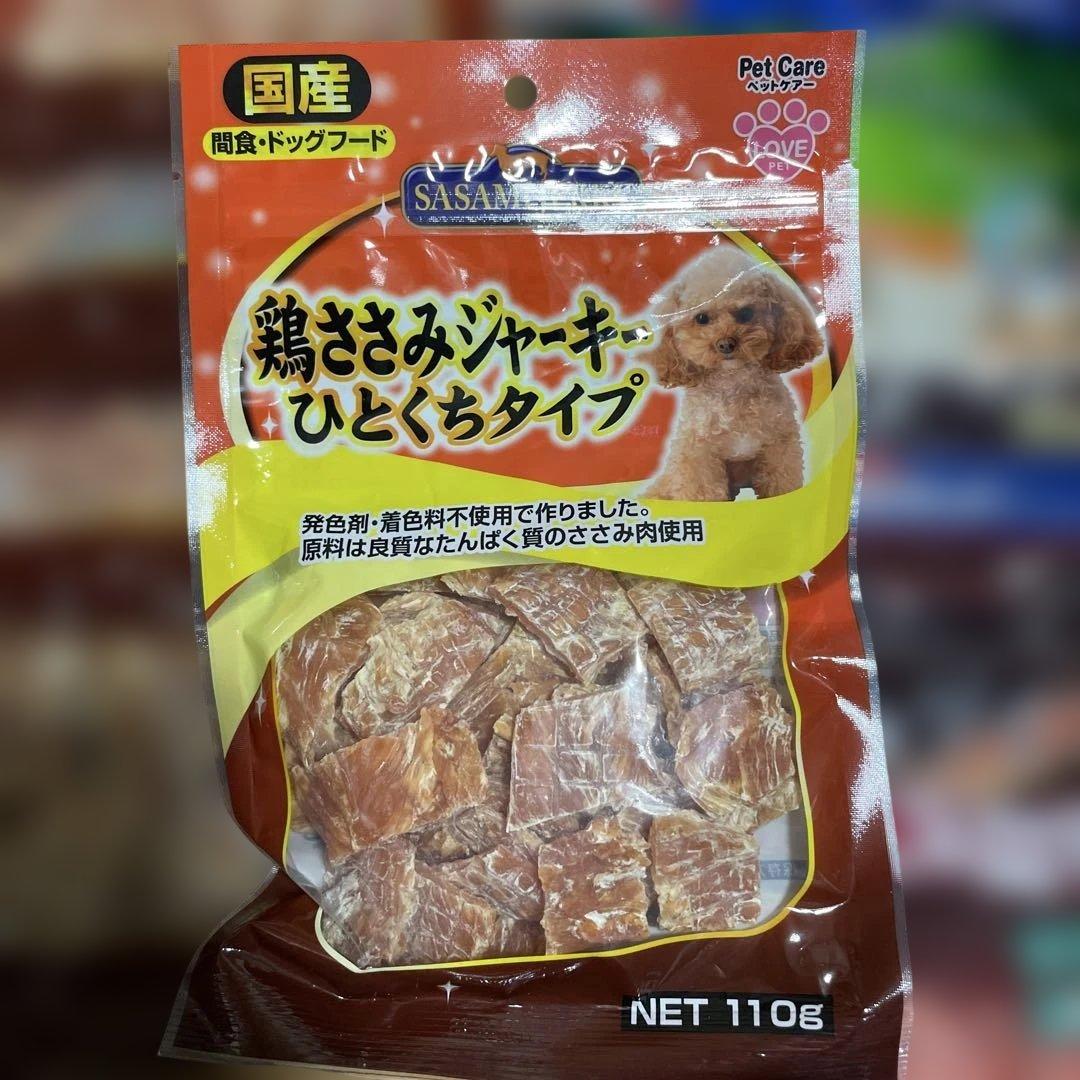 国産
間食・ドッグフード
Pet Care
ペットケアー
LOVE
PET
鶏ささみジャーキー
ひとくちタイプ
発色剤・着色料不使用で作りました。
原料は良質なたんぱく質のささみ肉使用
NET 110g